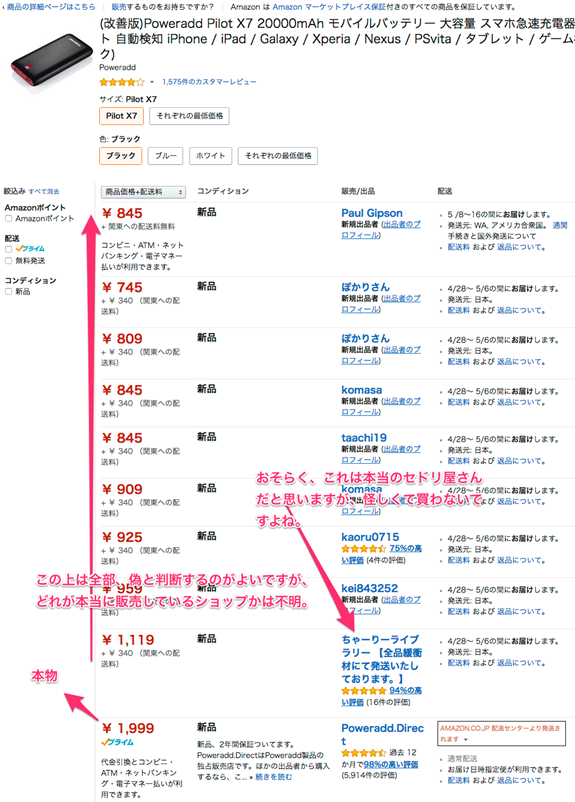 ‹ 商品の詳細ページはこちら 販売するものをお持ちですか? Amazon は Amazon マーケットプレイス保証付きのすべての商品を保証しています。
(改善版)Poweradd Pilot X7 20000mAh モバイルバッテリー 大容量 スマホ急速充電器
ト 自動検知 iPhone / iPad / Galaxy / Xperia / Nexus / PSvita / タブレット / ゲーム
ク)
Poweradd
1,575件のカスタマーレビュー
サイズ: Pilot X7
Pilot X7 それぞれの最低価格
色: ブラック
ブラック ブルー ホワイト それぞれの最低価格
絞込み すべて消去
Amazonポイント
Amazonポイント
配送
プライム
無料発送
コンディション
新品
商品価格+配送料 コンディション 販売/出品 配送
¥ 845 新品 Paul Gipson
+ 関東への配送料無料
コンビニ・ATM・ネット
バンキング・電子マネー
払いが利用できます。
新規出品者 (出品者のプ
ロフィール)
5 /8〜16の間にお届けします。
発送元: WA, アメリカ合衆国。 通関
手続きと国外発送について
配送料 および 返品について。
¥ 745 新品 ぽかりさん
+ ¥ 340 (関東への配
送料)
新規出品者 (出品者のプ
ロフィール)
4/28〜 5/6の間にお届けします。
発送元: 日本。
配送料 および 返品について。
¥ 809 新品 ぽかりさん
+ ¥ 340 (関東への配
送料)
新規出品者 (出品者のプ
ロフィール)
4/28〜 5/6の間にお届けします。
発送元: 日本。
配送料 および 返品について。
¥ 845 新品 komasa
+ ¥ 340 (関東への配
送料)
新規出品者 (出品者のプ
ロフィール)
4/28〜 5/6の間にお届けします。
発送元: 日本。
配送料 および 返品について。
¥ 845 新品 taachi19
+ ¥ 340 (関東への配
送料)
新規出品者 (出品者のプ
ロフィール)
4/28〜 5/6の間にお届けします。
発送元: 日本。
配送料 および 返品について。
おそらく、これは本当のセドリ屋さん
だと思いますが、怪しくて買わないで
すよね。
¥ 909 新品 komasa
+ ¥ 340 (関東への配
送料)
ロフィール)
4/28〜 5/6の間にお届けします。
発送元: 日本。
配送料 および 返品について。
¥ 925 新品 kaoru0715
+ ¥ 340 (関東への配
75%の高
い評価 (4件の評価)
4/28〜 5/6の間にお届けします。
発送元: 日本。
配送料 および 返品について。
この上は全部、偽と判断するのがよいですが、
どれが本当に販売しているショップかは不明。
¥ 959 新品 kei843252
4/28〜 5/6の間にお届けします。
発送元: 日本。
配送料 および 返品について。
¥ 1,119 新品 ちゃーりーライブ
ラリー 【全品緩衝
材にて発送いたし
ております。】
+ ¥ 340 (関東への配
送料)
94%の高
い評価 (16件の評価)
4/28〜 5/6の間にお届けします。
発送元: 日本。
配送料 および 返品について。
本物
¥ 1,999 新品 Poweradd.Direc
t
プライム
代金引換とコンビニ・
ATM・ネットバンキン
グ・電子マネー払いが利
用できます。
新品、2年間保証ついてます。
Poweradd.DirectはPoweradd製品の
独占販売店です。ほかの出品者から購入
するなら、こ... » 続きを読む
過去 12
か月で98%の高い評価
(5,914件の評価)
AMAZON.CO.JP 配送センターより発送さ
れます
通常配送
お届け日時指定便が利用できます。
配送料 および 返品について。